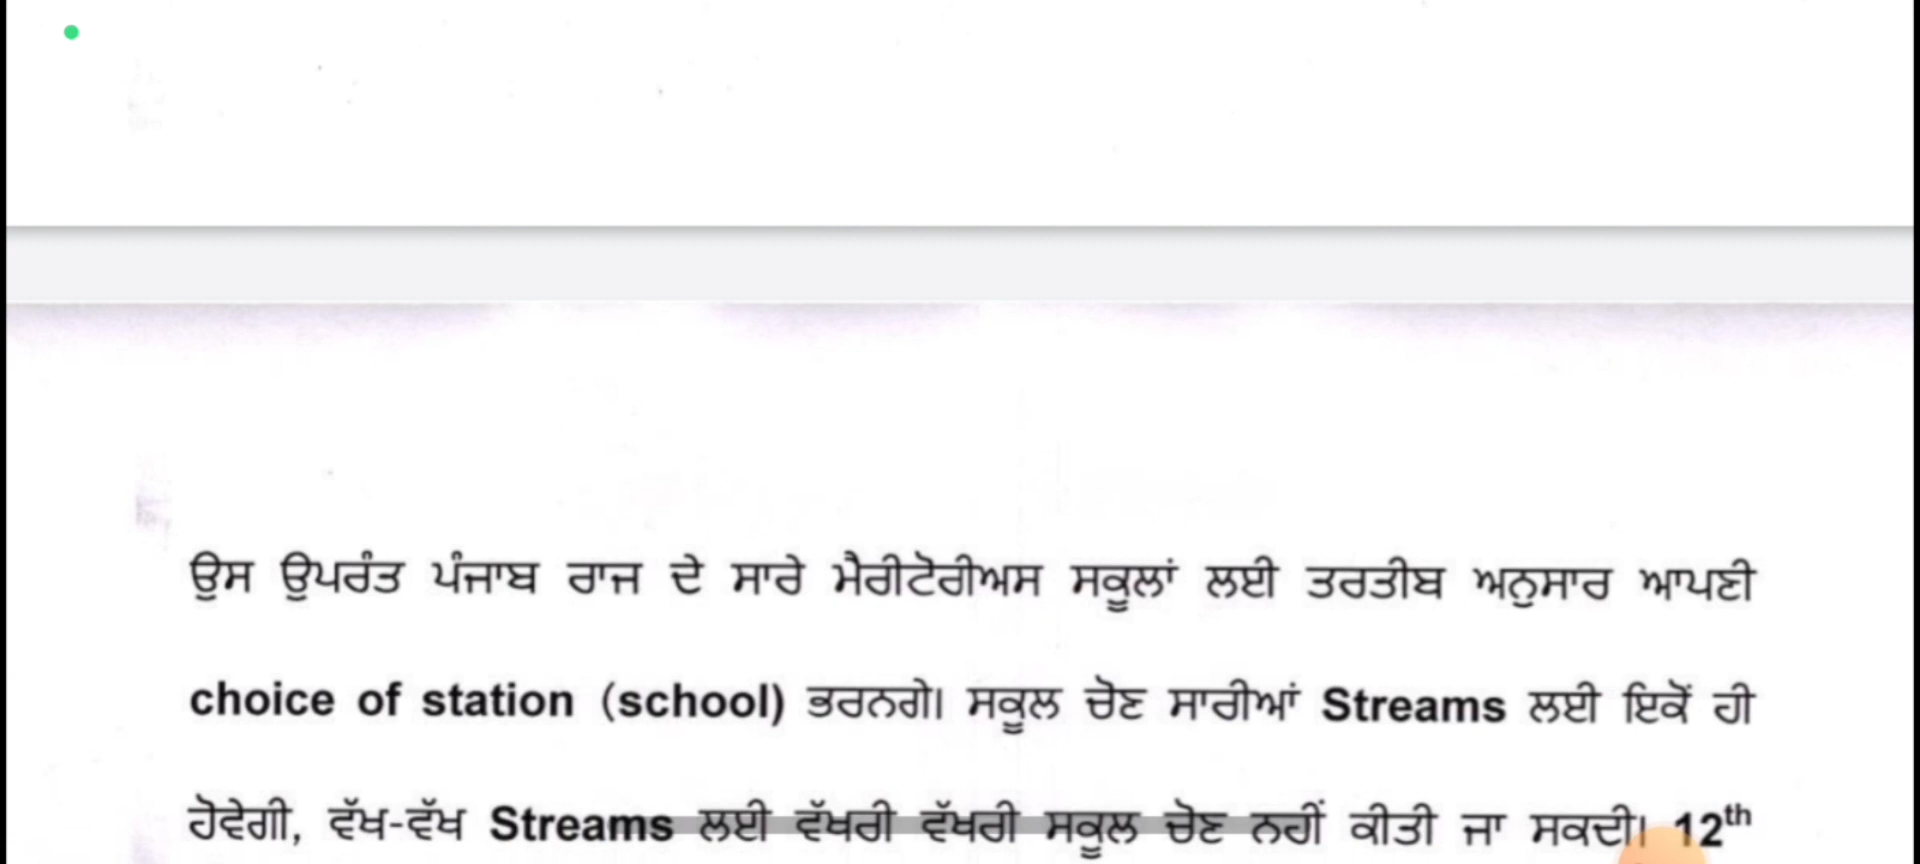 ਉਸ ਉਪਰੰਤ ਪੰਜਾਬ ਰਾਜ ਦੇ ਸਾਰੇ ਮੈਰੀਟੋਰੀਅਸ ਸਕੂਲਾਂ ਲਈ ਤਰਤੀਬ ਅਨੁਸਾਰ ਆਪਣੀ
choice of station (school) ਭਰਨਗੇ। ਸਕੂਲ ਚੋਣ ਸਾਰੀਆਂ Streams ਲਈ ਇਕੋਂ ਹੀ
ਹੋਵੇਗੀ, ਵੱਖ-ਵੱਖ Streams ਲਈ ਵੱਖਰੀ ਵੱਖਰੀ ਸਕੂਲ ਚੋਣ ਨਹੀਂ ਕੀਤੀ ਜਾ ਸਕਦੀ। 12th